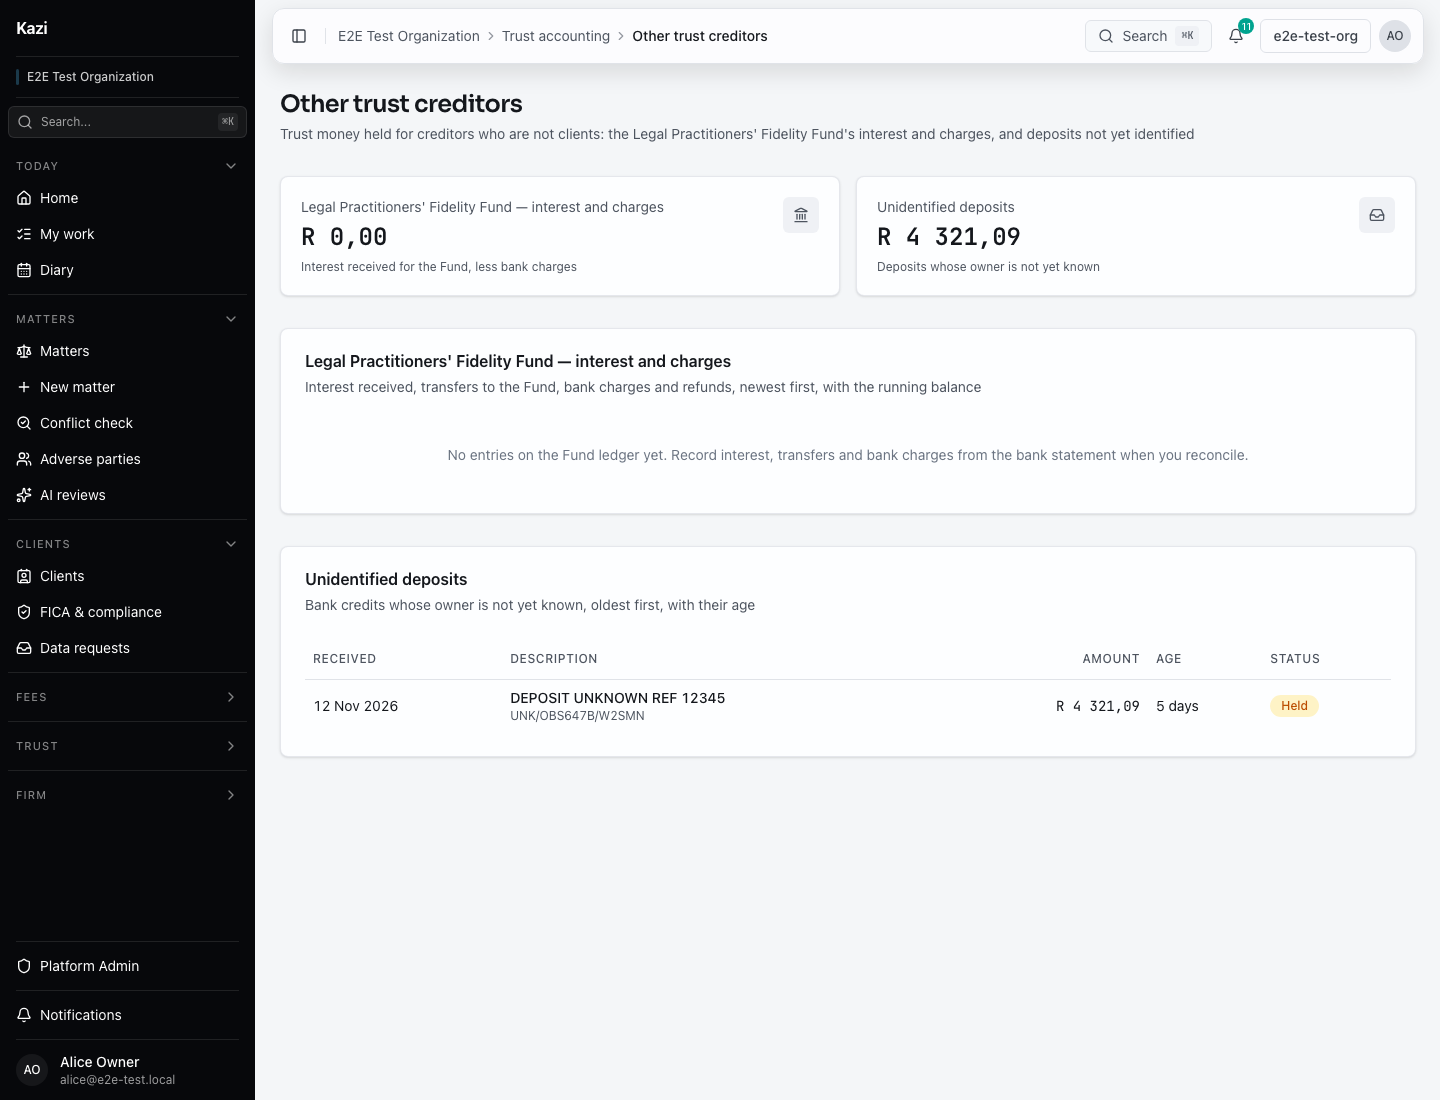 Kazi
E2E Test Organization
Search...
⌘K
TODAY
Home
My work
Diary
MATTERS
Matters
New matter
Conflict check
Adverse parties
AI reviews
CLIENTS
Clients
FICA & compliance
Data requests
FEES
TRUST
FIRM
Platform Admin
Notifications
AO
Alice Owner
alice@e2e-test.local
E2E Test Organization > Trust accounting > Other trust creditors
Search ⌘K
11
e2e-test-org
AO
Other trust creditors
Trust money held for creditors who are not clients: the Legal Practitioners' Fidelity Fund's interest and charges, and deposits not yet identified
Legal Practitioners' Fidelity Fund — interest and charges
R 0,00
Interest received for the Fund, less bank charges
Unidentified deposits
R 4 321,09
Deposits whose owner is not yet known
Legal Practitioners' Fidelity Fund — interest and charges
Interest received, transfers to the Fund, bank charges and refunds, newest first, with the running balance
No entries on the Fund ledger yet. Record interest, transfers and bank charges from the bank statement when you reconcile.
Unidentified deposits
Bank credits whose owner is not yet known, oldest first, with their age
RECEIVED DESCRIPTION AMOUNT AGE STATUS
12 Nov 2026 DEPOSIT UNKNOWN REF 12345 R 4 321,09 5 days Held
UNK/OBS647B/W2SMN